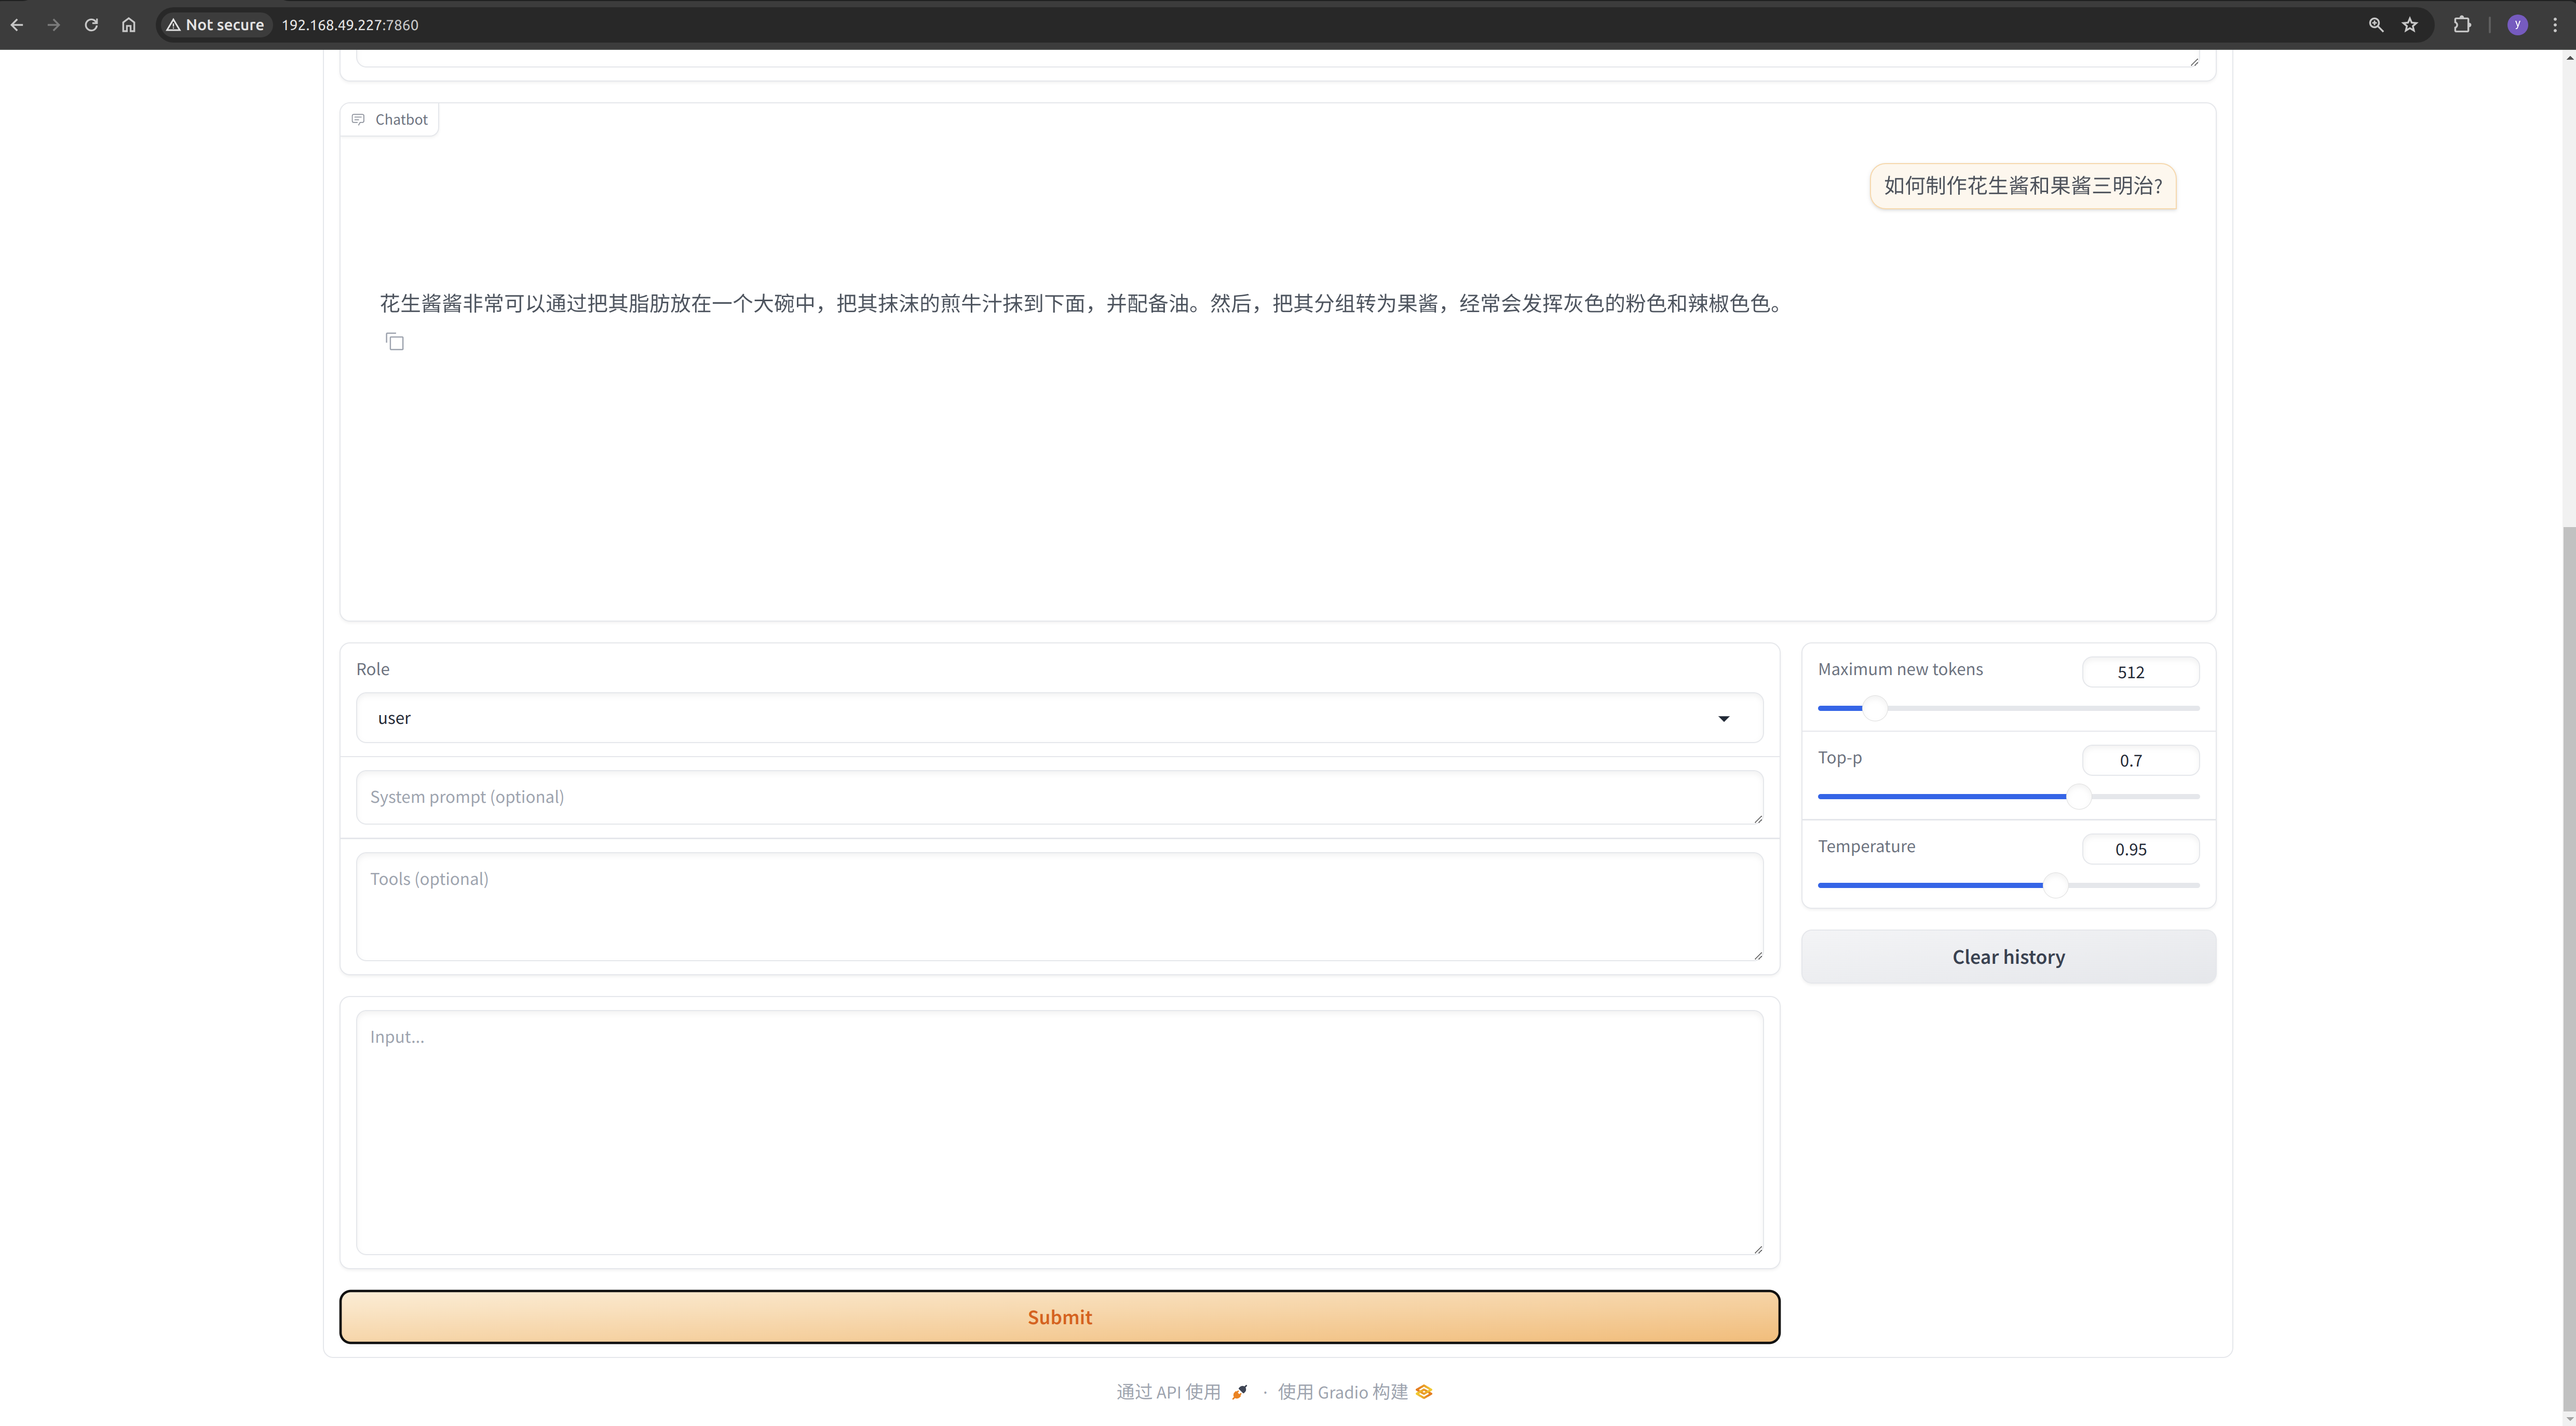 Not secure
192.168.49.227:7860
y
Chatbot
如何制作花生酱和果酱三明治?
花生酱酱非常可以通过把其脂肪放在一个大碗中，把其抹沫的煎牛汁抹到下面，并配备油。然后，把其分组转为果酱，经常会发挥灰色的粉色和辣椒色色。
Role
user
System prompt (optional)
Tools (optional)
Maximum new tokens
512
Top-p
0.7
Temperature
0.95
Clear history
Input...
Submit
通过 API 使用 · 使用 Gradio 构建